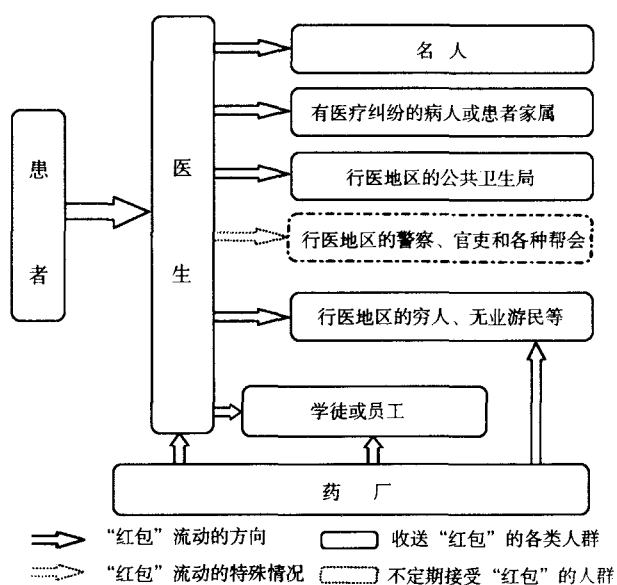 名人
有医疗纠纷的病人或患者家属
患者
医生
行医地区的公共卫生局
行医地区的警察、官吏和各种帮会
行医地区的穷人、无业游民等
学徒或员工
药厂
“红包”流动的方向
收送“红包”的各类人群
“红包”流动的特殊情况
不定期接受“红包”的人群